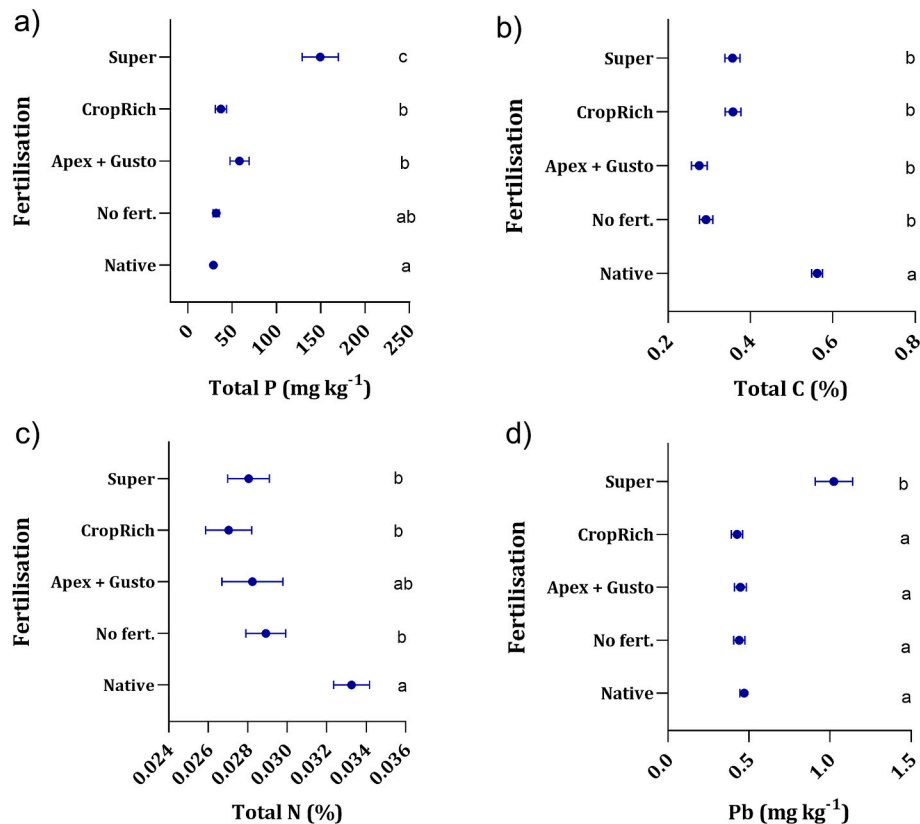 a)
Fertilisation
Super
c
CropRich
b
Apex + Gusto
b
No fert.
ab
Native
a
0
50
100
150
200
250
Total P (mg kg⁻¹)
b)
Fertilisation
Super
b
CropRich
b
Apex + Gusto
b
No fert.
b
Native
a
0.2
0.4
0.6
0.8
Total C (%)
c)
Fertilisation
Super
b
CropRich
b
Apex + Gusto
ab
No fert.
b
Native
a
0.024
0.026
0.028
0.030
0.032
0.034
0.036
Total N (%)
d)
Fertilisation
Super
b
CropRich
a
Apex + Gusto
a
No fert.
a
Native
a
0.0
0.5
1.0
1.5
Pb (mg kg⁻¹)